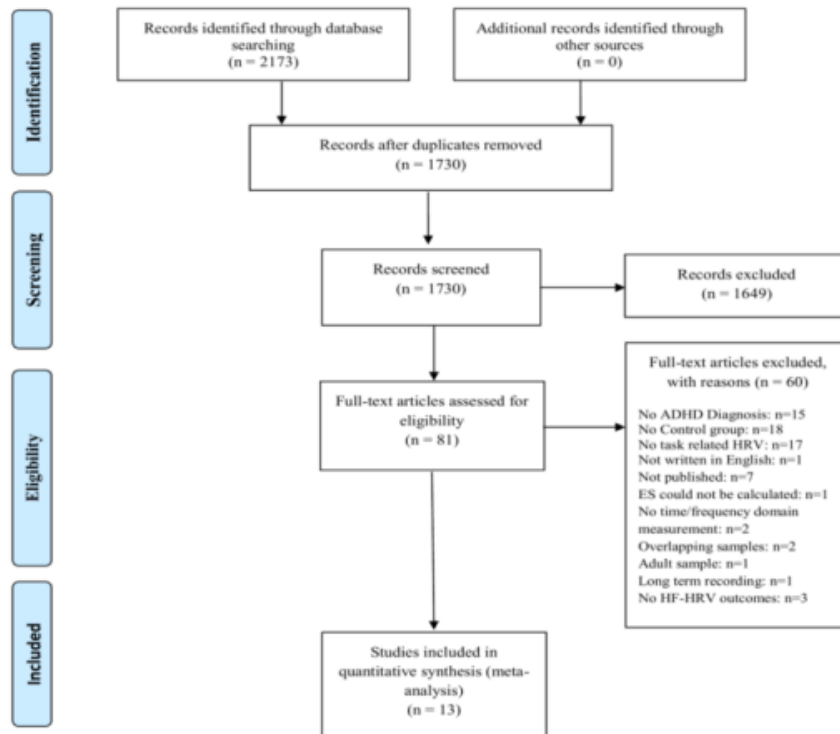 Identification
Records identified through database
searching
(n = 2173)
Additional records identified through
other sources
(n = 0)
Records after duplicates removed
(n = 1730)
Screening
Records screened
(n = 1730)
Records excluded
(n = 1649)
Eligibility
Full-text articles assessed for
eligibility
(n = 81)
Full-text articles excluded,
with reasons (n = 60)
No ADHD Diagnosis: n=15
No Control group: n=18
No task related HRV: n=17
Not written in English: n=1
Not published: n=7
ES could not be calculated: n=1
No time/frequency domain
measurement: n=2
Overlapping samples: n=2
Adult sample: n=1
Long term recording: n=1
No HF-HRV outcomes: n=3
Included
Studies included in
quantitative synthesis (meta-
analysis)
(n = 13)